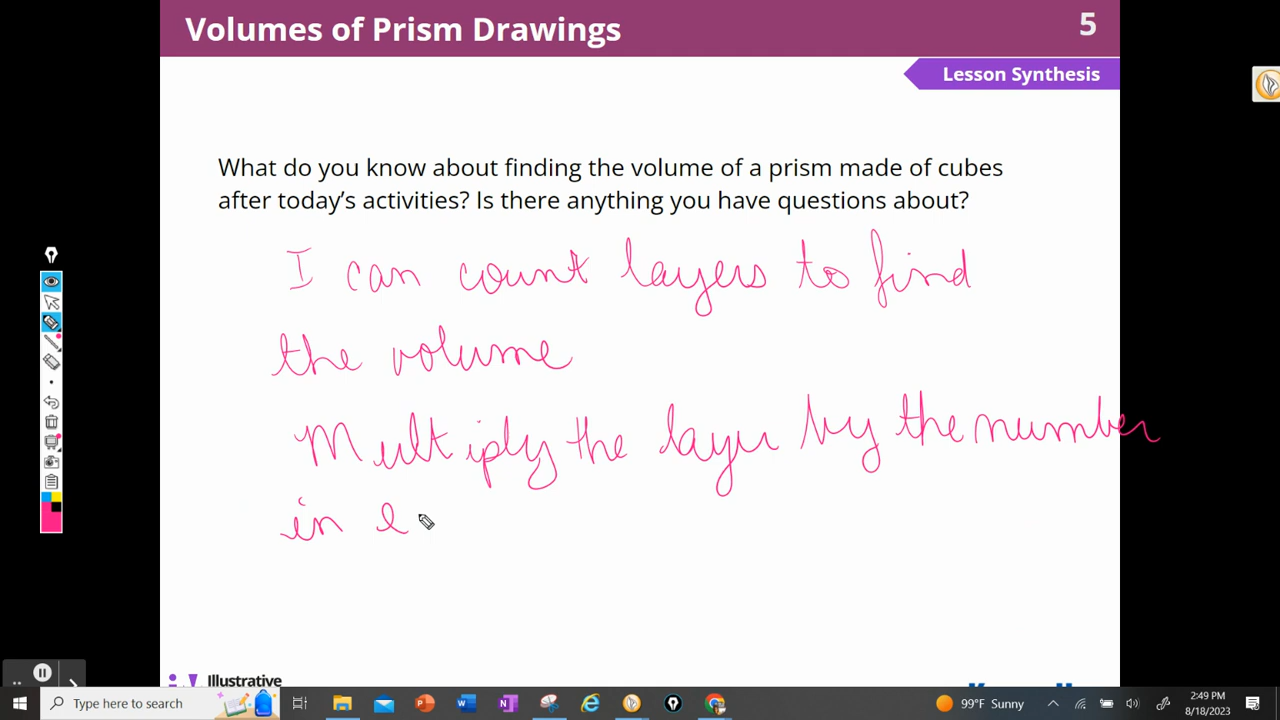 Volumes of Prism Drawings
5
Lesson Synthesis
What do you know about finding the volume of a prism made of cubes
after today's activities? Is there anything you have questions about?
I can count layers to find
the volume
Multiply the layer by the number
in e
Illustrative
Type here to search
99°F Sunny
2:49 PM
8/18/2023